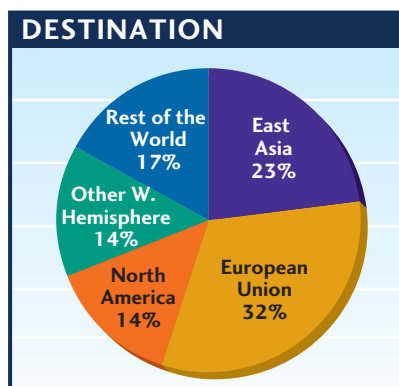 DESTINATION
East
Asia
23%
European
Union
32%
North
America
14%
Other W.
Hemisphere
14%
Rest of the
World
17%